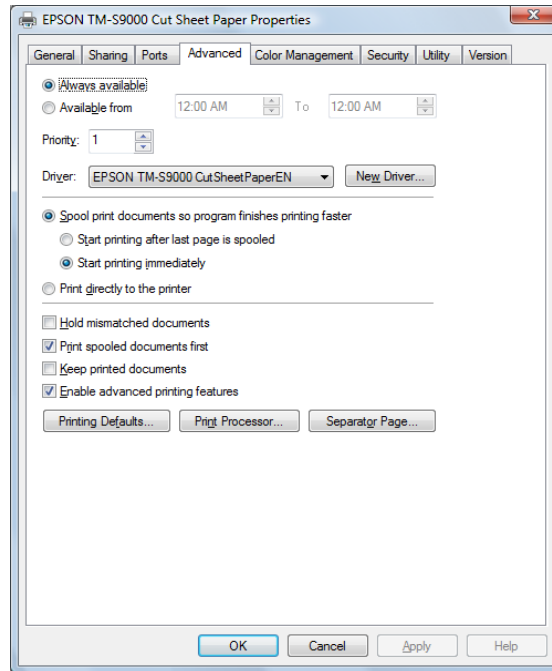 EPSON TM-S9000 Cut Sheet Paper Properties
General Sharing Ports Advanced Color Management Security Utility Version
Always available
Available from 12:00 AM To 12:00 AM
Priority: 1
Driver: EPSON TM-S9000 CutSheetPaperEN New Driver...
Spool print documents so program finishes printing faster
Start printing after last page is spooled
Start printing immediately
Print directly to the printer
Hold mismatched documents
Print spooled documents first
Keep printed documents
Enable advanced printing features
Printing Defaults... Print Processor... Separator Page...
OK Cancel Apply Help